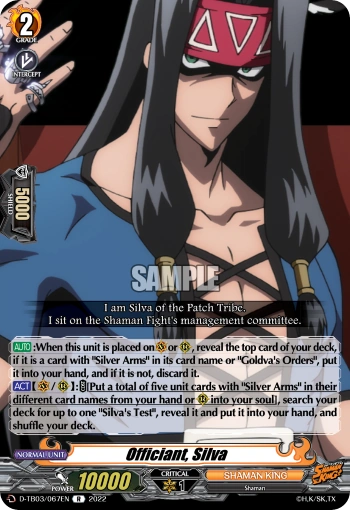 2
GRADE
INTERCEPT
5000
SHIELD
SAMPLE
I am Silva of the Patch Tribe.
I sit on the Shaman Fight's management committee.
AUTO:When this unit is placed on or , reveal the top card of your deck,
if it is a card with "Silver Arms" in its card name or "Goldva's Orders", put
it into your hand, and if it is not, discard it.
ACT[ ]:[Put a total of five unit cards with "Silver Arms" in their
different card names from your hand or into your soul], search your
deck for up to one "Silva's Test", reveal it and put it into your hand, and
shuffle your deck.
NORMAL UNIT
Officiant, Silva
POWER 10000
CRITICAL
1
SHAMAN KING
Shaman
SHAMAN KING
D-TB03/067EN R 2022
©H,K/SK,TX